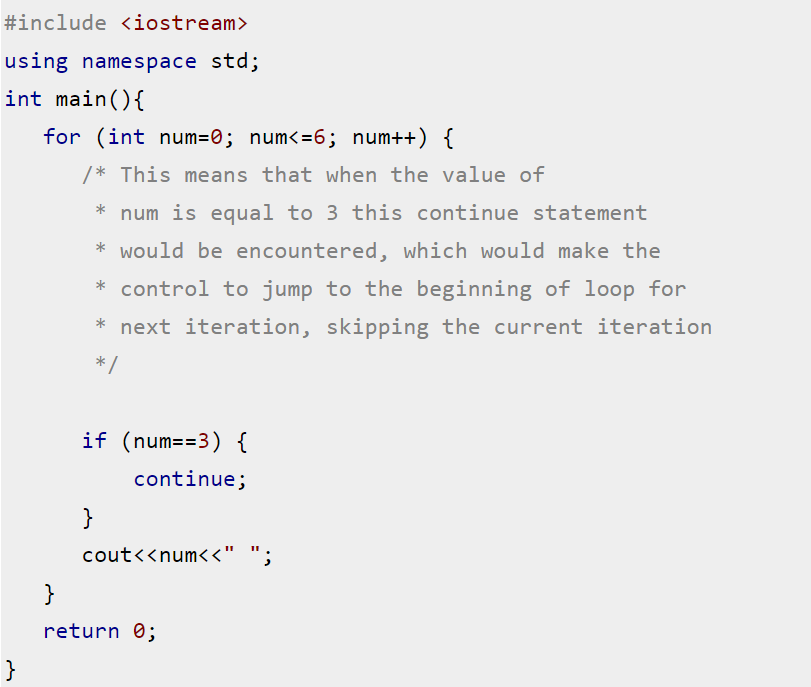 #include <iostream>
using namespace std;
int main(){
   for (int num=0; num<=6; num++) {
      /* This means that when the value of
       * num is equal to 3 this continue statement
       * would be encountered, which would make the
       * control to jump to the beginning of loop for
       * next iteration, skipping the current iteration
       */

      if (num==3) {
          continue;
      }
      cout<<num<<" ";
   }
   return 0;
}